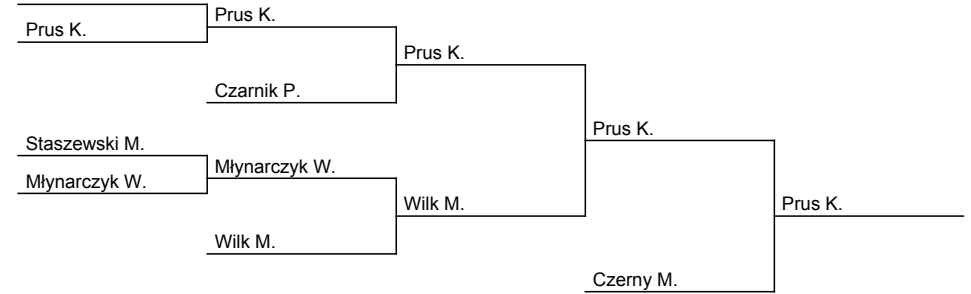 Prus K.
Prus K.
Prus K.
Czarnik P.
Prus K.
Staszewski M.
Młynarczyk W.
Młynarczyk W.
Wilk M.
Prus K.
Wilk M.
Czerny M.